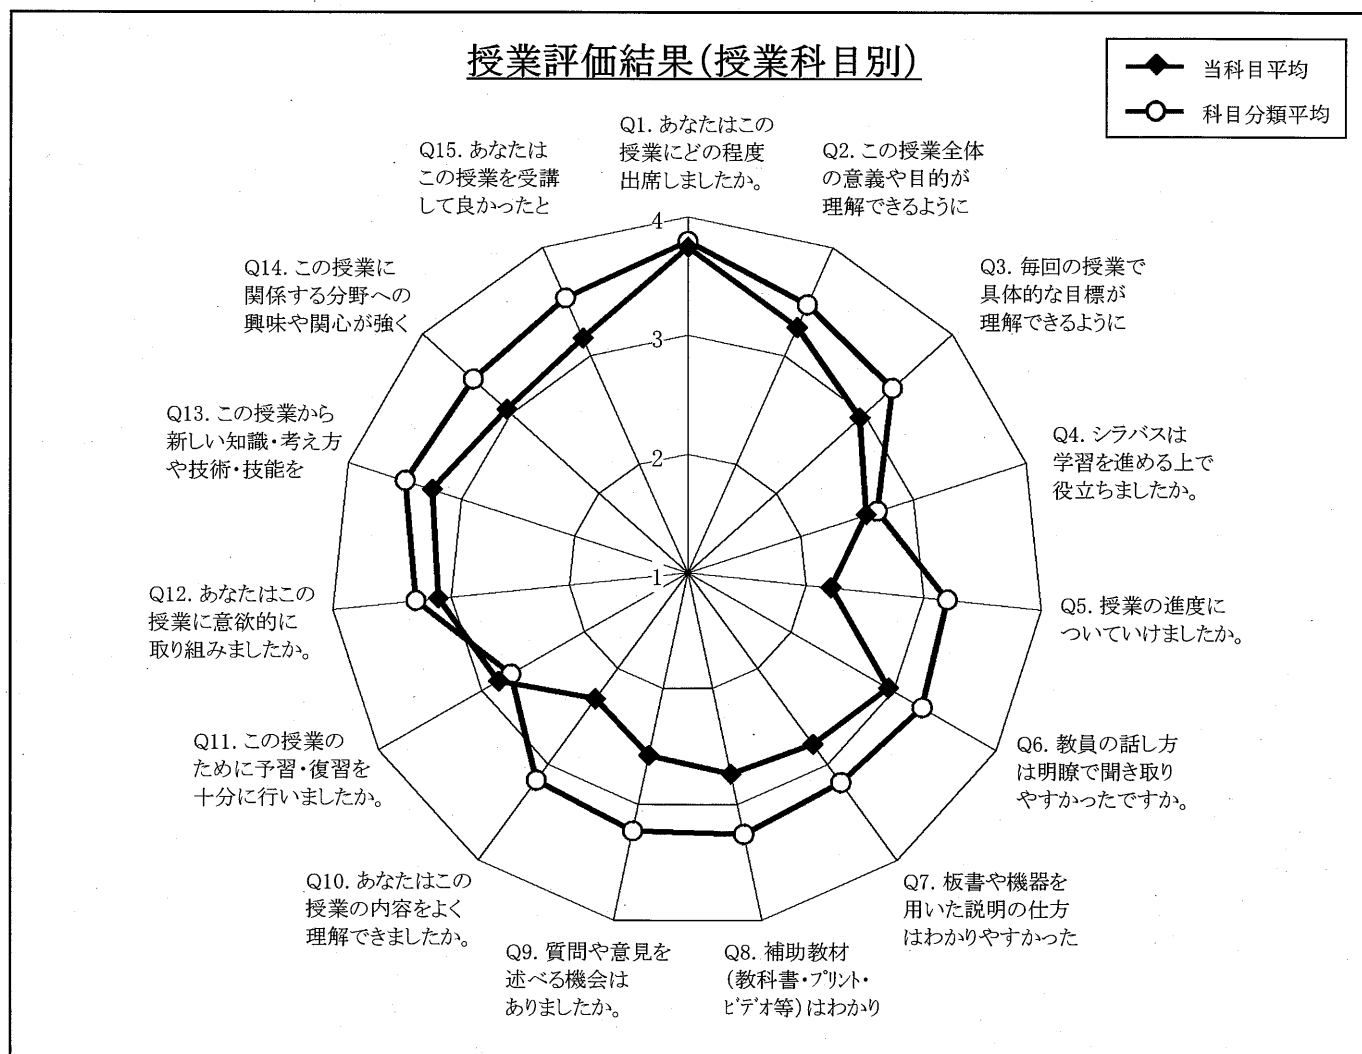 授業評価結果(授業科目別)
当科目平均
科目分類平均
Q1. あなたはこの
授業にどの程度
出席しましたか。
Q2. この授業全体
の意義や目的が
理解できるように
Q3. 毎回の授業で
具体的な目標が
理解できるように
Q4. シラバスは
学習を進める上で
役立ちましたか。
Q5. 授業の進度に
ついていけましたか。
Q6. 教員の話し方
は明瞭で聞き取り
やすかったですか。
Q7. 板書や機器を
用いた説明の仕方
はわかりやすかった
Q8. 補助教材
(教科書・プリント・
ビデオ等)はわかり
Q9. 質問や意見を
述べる機会は
ありましたか。
Q10. あなたはこの
授業の内容をよく
理解できましたか。
Q11. この授業の
ために予習・復習を
十分に行いましたか。
Q12. あなたはこの
授業に意欲的に
取り組みましたか。
Q13. この授業から
新しい知識・考え方
や技術・技能を
Q14. この授業に
関係する分野への
興味や関心が強く
Q15. あなたは
この授業を受講
して良かったと
4
3
2
1